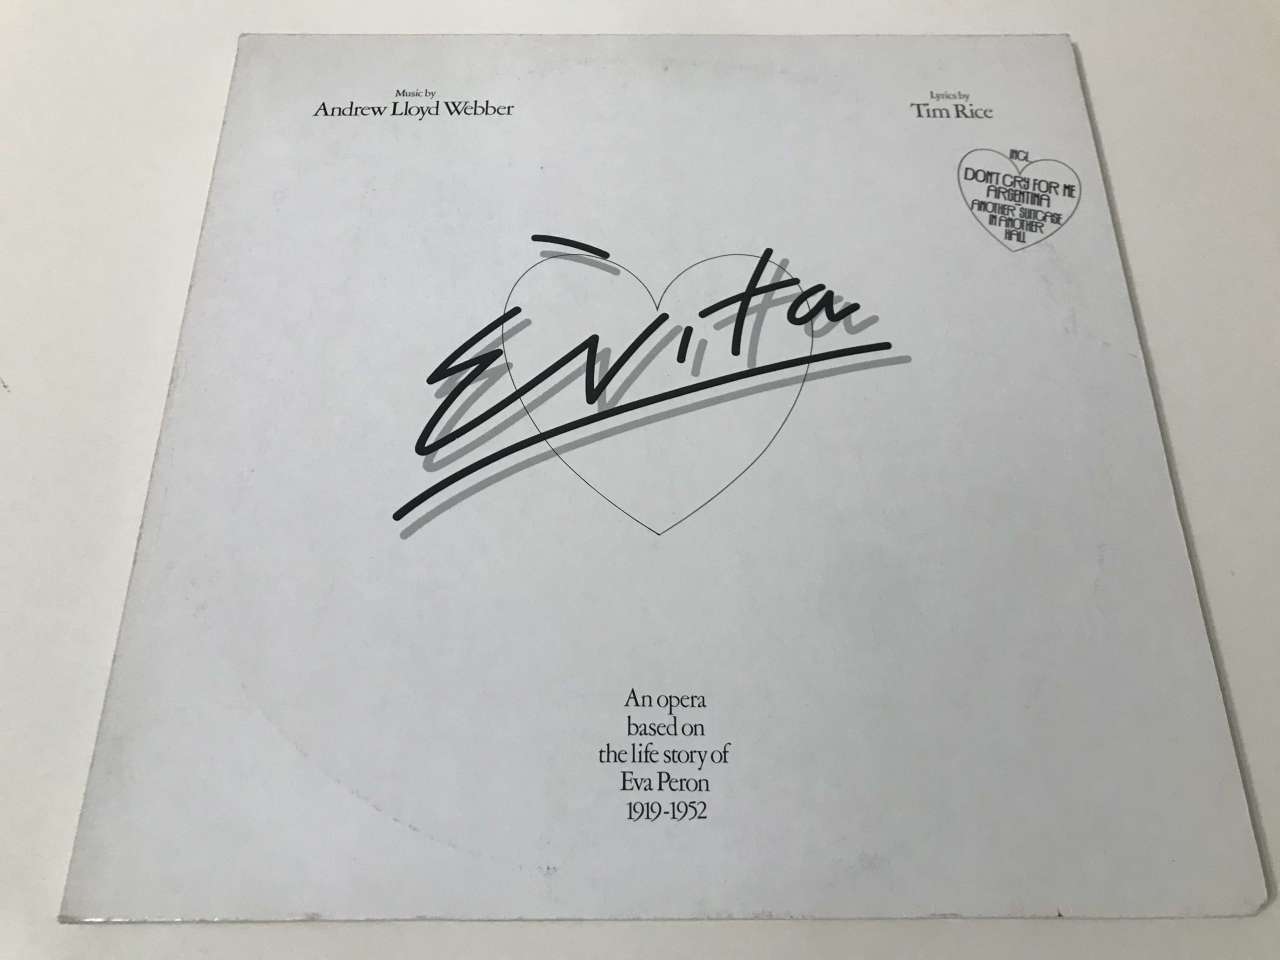 Music by
Andrew Lloyd Webber
Lyrics by
Tim Rice
INCL.
DON'T CRY FOR ME
ARGENTINA
-
ANOTHER SUITCASE
IN ANOTHER
HALL
Evita
An opera
based on
the life story of
Eva Peron
1919-1952